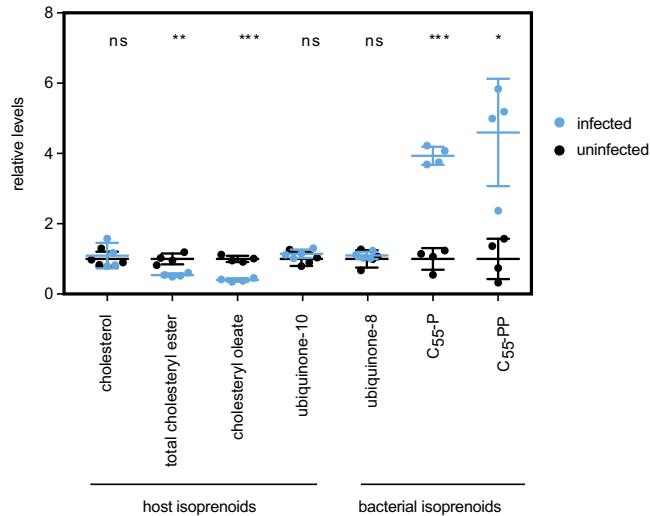 8
ns ** *** ns ns *** *
6
relative levels
infected
4
uninfected
2
0
cholesterol
total cholesteryl ester
cholesteryl oleate
ubiquinone-10
ubiquinone-8
C55-P
C55-PP
host isoprenoids
bacterial isoprenoids